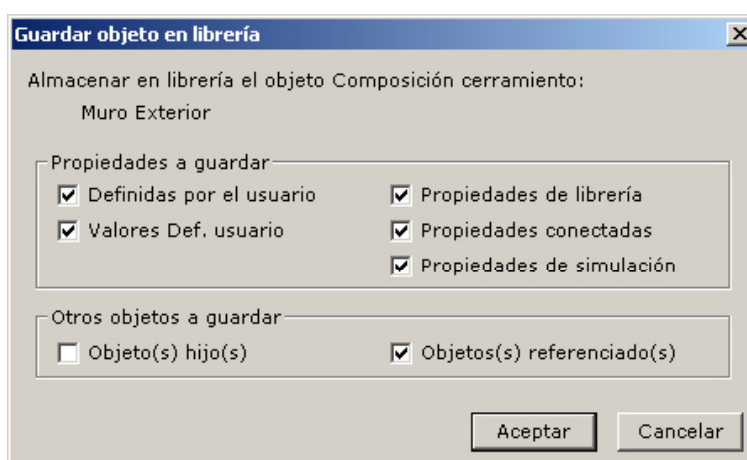 Guardar objeto en librería
Almacenar en librería el objeto Composición cerramiento:
Muro Exterior
Propiedades a guardar
Definidas por el usuario
Propiedades de librería
Valores Def. usuario
Propiedades conectadas
Propiedades de simulación
Otros objetos a guardar
Objeto(s) hijo(s)
Objetos(s) referenciado(s)
Aceptar
Cancelar